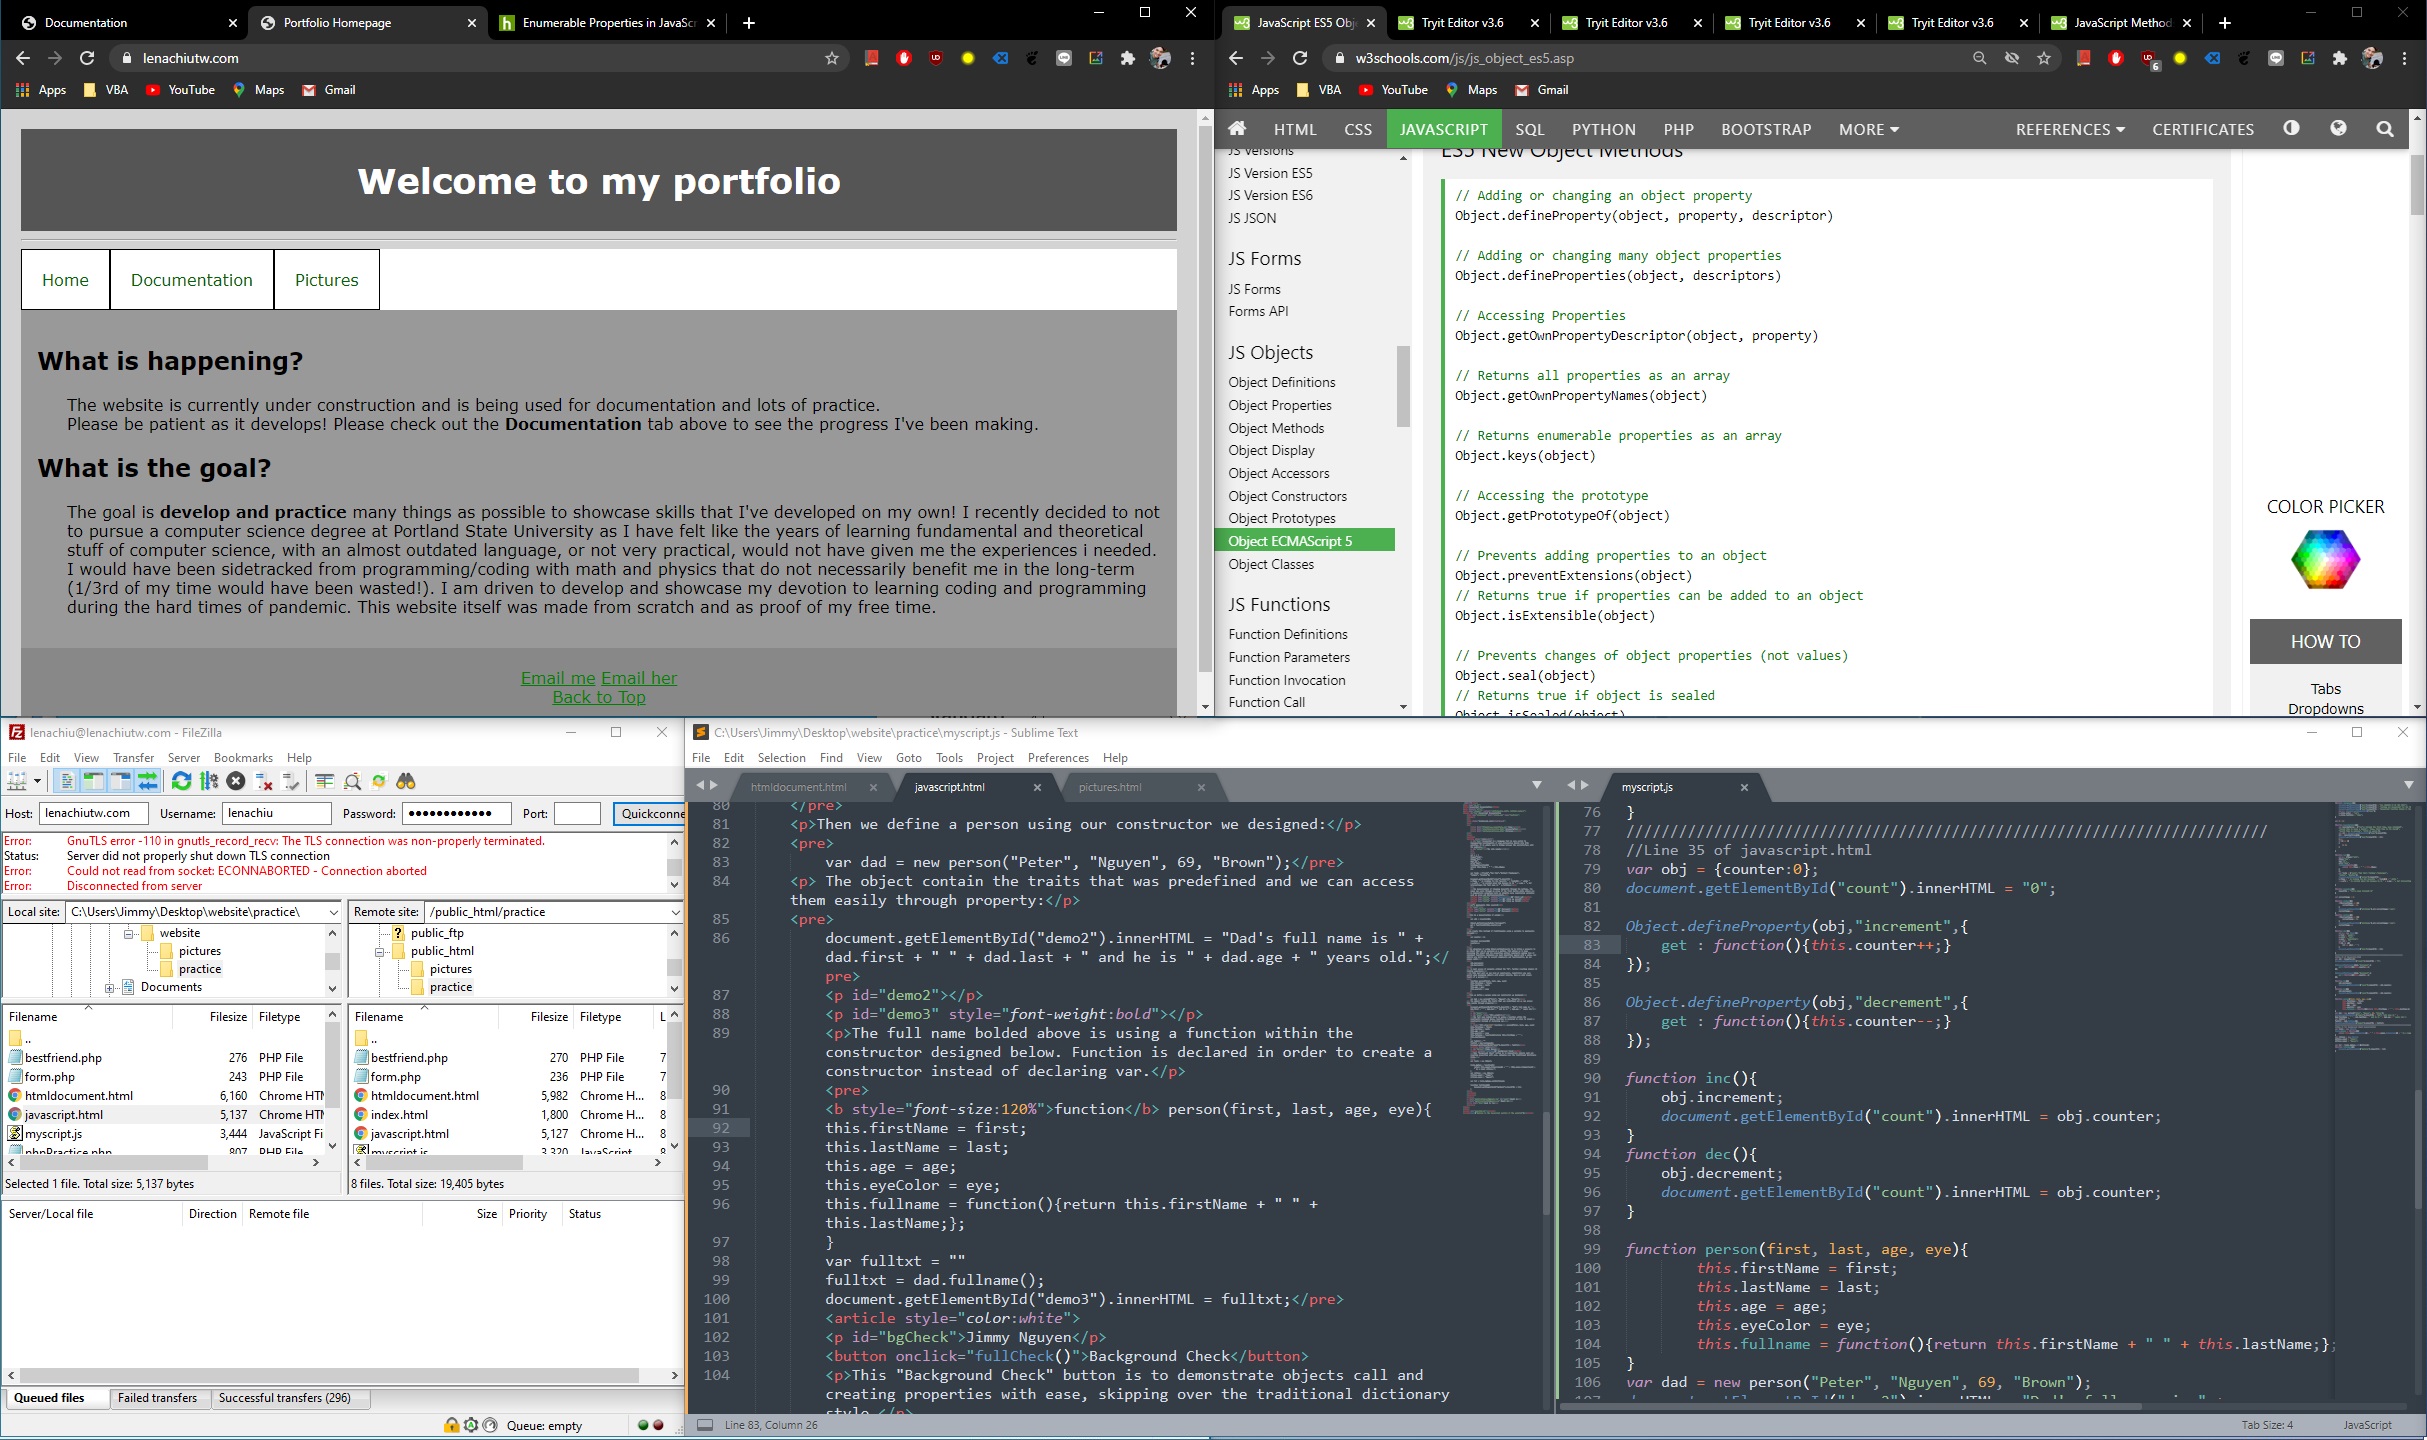 Documentation
Portfolio Homepage
Enumerable Properties in JavaScr
lenachiutw.com
Apps VBA YouTube Maps Gmail
Welcome to my portfolio
Home Documentation Pictures
What is happening?
The website is currently under construction and is being used for documentation and lots of practice.
Please be patient as it develops! Please check out the Documentation tab above to see the progress I've been making.
What is the goal?
The goal is develop and practice many things as possible to showcase skills that I've developed on my own! I recently decided to not
to pursue a computer science degree at Portland State University as I have felt like the years of learning fundamental and theoretical
stuff of computer science, with an almost outdated language, or not very practical, would not have given me the experiences i needed.
I would have been sidetracked from programming/coding with math and physics that do not necessarily benefit me in the long-term
(1/3rd of my time would have been wasted!). I am driven to develop and showcase my devotion to learning coding and programming
during the hard times of pandemic. This website itself was made from scratch and as proof of my free time.
Email me Email her
Back to Top
JavaScript ES5 Obj
Tryit Editor v3.6
Tryit Editor v3.6
Tryit Editor v3.6
Tryit Editor v3.6
JavaScript Method
w3schools.com/js/js_object_es5.asp
6
Apps VBA YouTube Maps Gmail
HTML CSS JAVASCRIPT SQL PYTHON PHP BOOTSTRAP MORE REFERENCES CERTIFICATES
JS Versions
JS Version ES5
JS Version ES6
JS JSON
JS Forms
JS Forms
Forms API
JS Objects
Object Definitions
Object Properties
Object Methods
Object Display
Object Accessors
Object Constructors
Object Prototypes
Object ECMAScript 5
Object Classes
JS Functions
Function Definitions
Function Parameters
Function Invocation
Function Call
ES5 New Object Methods
// Adding or changing an object property
Object.defineProperty(object, property, descriptor)
// Adding or changing many object properties
Object.defineProperties(object, descriptors)
// Accessing Properties
Object.getOwnPropertyDescriptor(object, property)
// Returns all properties as an array
Object.getOwnPropertyNames(object)
// Returns enumerable properties as an array
Object.keys(object)
// Accessing the prototype
Object.getPrototypeOf(object)
// Prevents adding properties to an object
Object.preventExtensions(object)
// Returns true if properties can be added to an object
Object.isExtensible(object)
// Prevents changes of object properties (not values)
Object.seal(object)
// Returns true if object is sealed
Object.isSealed(object)
COLOR PICKER
HOW TO
Tabs
Dropdowns
lenachiu@lenachiutw.com - FileZilla
File Edit View Transfer Server Bookmarks Help
Host: lenachiutw.com Username: lenachiu Password: ●●●●●●●●●●●● Port: Quickconne
Error: GnuTLS error -110 in gnutls_record_recv: The TLS connection was non-properly terminated.
Status: Server did not properly shut down TLS connection
Error: Could not read from socket: ECONNABORTED - Connection aborted
Error: Disconnected from server
Local site: C:\Users\Jimmy\Desktop\website\practice\
website
pictures
practice
Documents
Remote site: /public_html/practice
public_ftp
public_html
pictures
practice
Filename Filesize Filetype
..
bestfriend.php 276 PHP File
form.php 243 PHP File
htmldocument.html 6,160 Chrome HTM
javascript.html 5,137 Chrome HTM
myscript.js 3,444 JavaScript Fi
phpPractice.php 807 PHP File
Selected 1 file. Total size: 5,137 bytes
Filename Filesize Filetype L
..
bestfriend.php 270 PHP File 7
form.php 236 PHP File 7
htmldocument.html 5,982 Chrome H... 8
index.html 1,800 Chrome H... 8
javascript.html 5,127 Chrome H... 8
myscript.js 3,320 JavaScript
8 files. Total size: 19,405 bytes
Server/Local file Direction Remote file Size Priority Status
Queued files Failed transfers Successful transfers (296)
Queue: empty
C:\Users\Jimmy\Desktop\website\practice\myscript.js - Sublime Text
File Edit Selection Find View Goto Tools Project Preferences Help
htmldocument.html javascript.html pictures.html
80 </pre>
81 <p>Then we define a person using our constructor we designed:</p>
82 <pre>
83 var dad = new person("Peter", "Nguyen", 69, "Brown");</pre>
84 <p> The object contain the traits that was predefined and we can access
them easily through property:</p>
85 <pre>
86 document.getElementById("demo2").innerHTML = "Dad's full name is " +
dad.first + " " + dad.last + " and he is " + dad.age + " years old.";</
pre>
87 <p id="demo2"></p>
88 <p id="demo3" style="font-weight:bold"></p>
89 <p>The full name bolded above is using a function within the
constructor designed below. Function is declared in order to create a
constructor instead of declaring var.</p>
90 <pre>
91 <b style="font-size:120%">function</b> person(first, last, age, eye){
92 this.firstName = first;
93 this.lastName = last;
94 this.age = age;
95 this.eyeColor = eye;
96 this.fullname = function(){return this.firstName + " " +
this.lastName;};
97 }
98 var fulltxt = ""
99 fulltxt = dad.fullname();
100 document.getElementById("demo3").innerHTML = fulltxt;</pre>
101 <article style="color:white">
102 <p id="bgCheck">Jimmy Nguyen</p>
103 <button onclick="fullCheck()">Background Check</button>
104 <p>This "Background Check" button is to demonstrate objects call and
creating properties with ease, skipping over the traditional dictionary
style.</p>
myscript.js
76 }
77 //////////////////////////////////////////////////////////////////////////
78 //Line 35 of javascript.html
79 var obj = {counter:0};
80 document.getElementById("count").innerHTML = "0";
81
82 Object.defineProperty(obj,"increment",{
83 get : function(){this.counter++;}
84 });
85
86 Object.defineProperty(obj,"decrement",{
87 get : function(){this.counter--;}
88 });
89
90 function inc(){
91 obj.increment;
92 document.getElementById("count").innerHTML = obj.counter;
93 }
94 function dec(){
95 obj.decrement;
96 document.getElementById("count").innerHTML = obj.counter;
97 }
98
99 function person(first, last, age, eye){
100 this.firstName = first;
101 this.lastName = last;
102 this.age = age;
103 this.eyeColor = eye;
104 this.fullname = function(){return this.firstName + " " + this.lastName;};
105 }
106 var dad = new person("Peter", "Nguyen", 69, "Brown");
Line 83, Column 26
Tab Size: 4 JavaScript